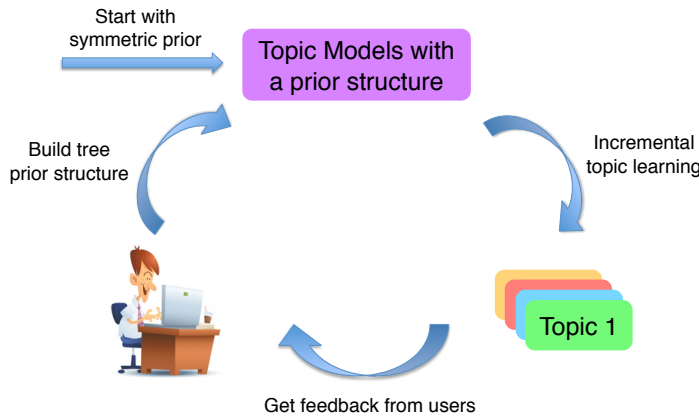 Start with
symmetric prior
Topic Models with
a prior structure
Build tree
prior structure
Incremental
topic learning
Topic 1
Get feedback from users